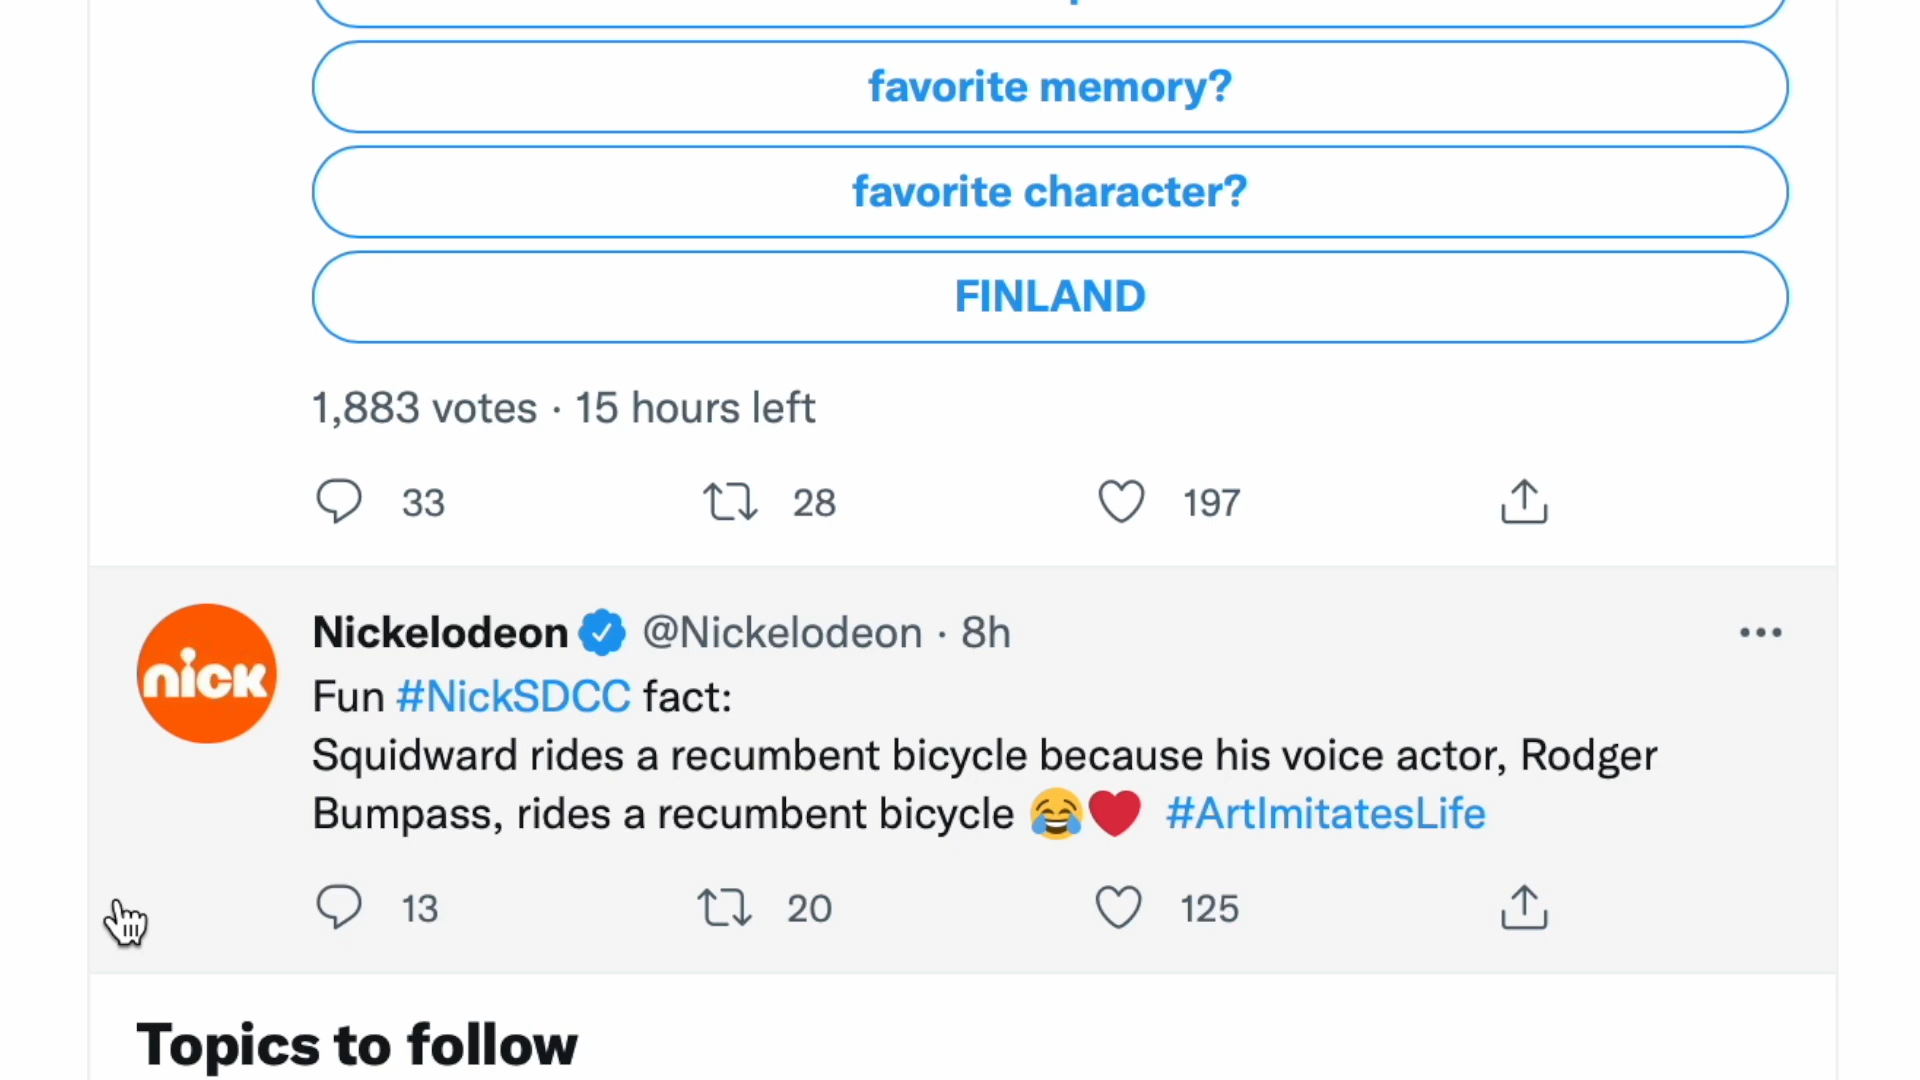 favorite memory?
favorite character?
FINLAND
1,883 votes · 15 hours left
33 28 197
nick
Nickelodeon @Nickelodeon · 8h
Fun #NickSDCC fact:
Squidward rides a recumbent bicycle because his voice actor, Rodger
Bumpass, rides a recumbent bicycle 😂❤️ #ArtImitatesLife
13 20 125
Topics to follow